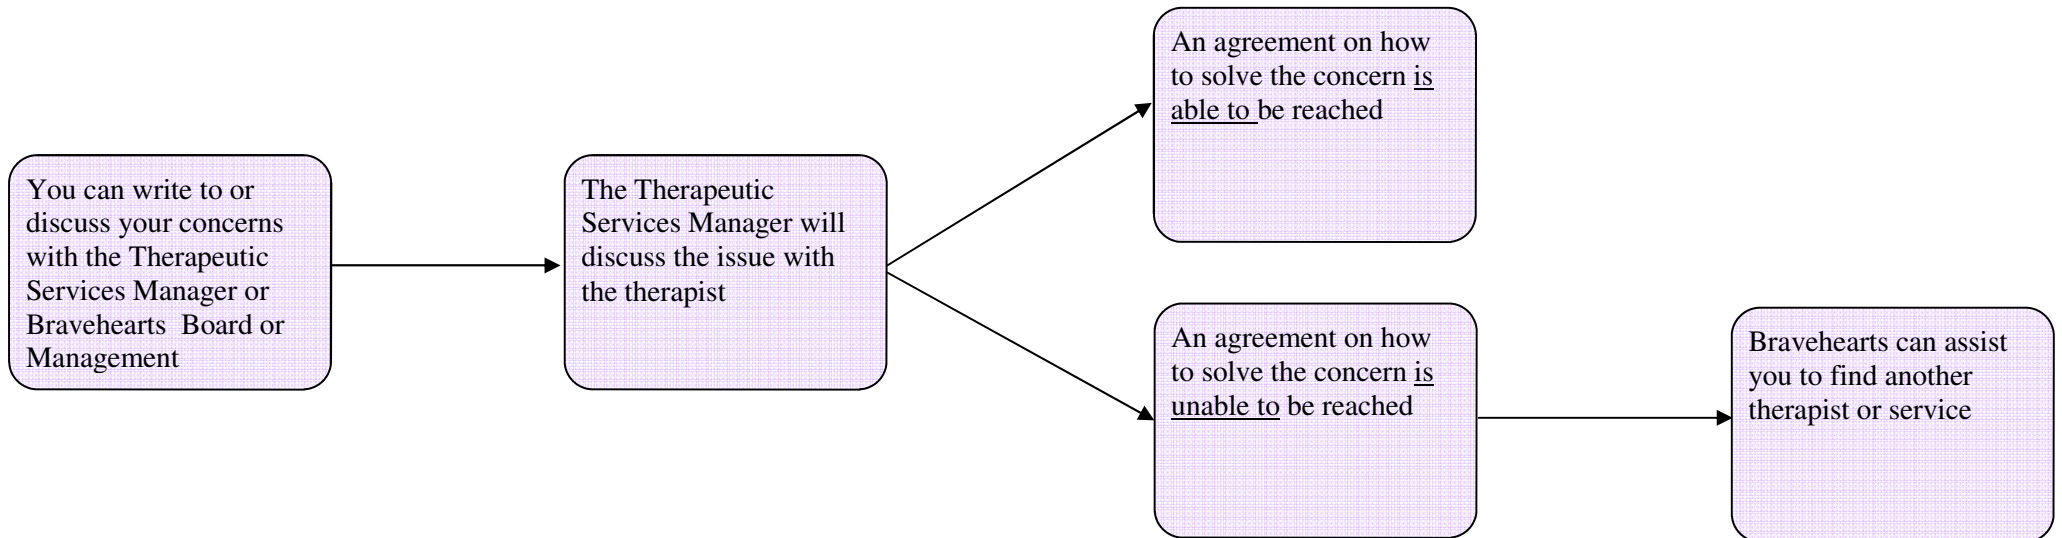 You can write to or
discuss your concerns
with the Therapeutic
Services Manager or
Bravehearts  Board or
Management
The Therapeutic
Services Manager will
discuss the issue with
the therapist
An agreement on how
to solve the concern is
able to be reached
An agreement on how
to solve the concern is
unable to be reached
Bravehearts can assist
you to find another
therapist or service